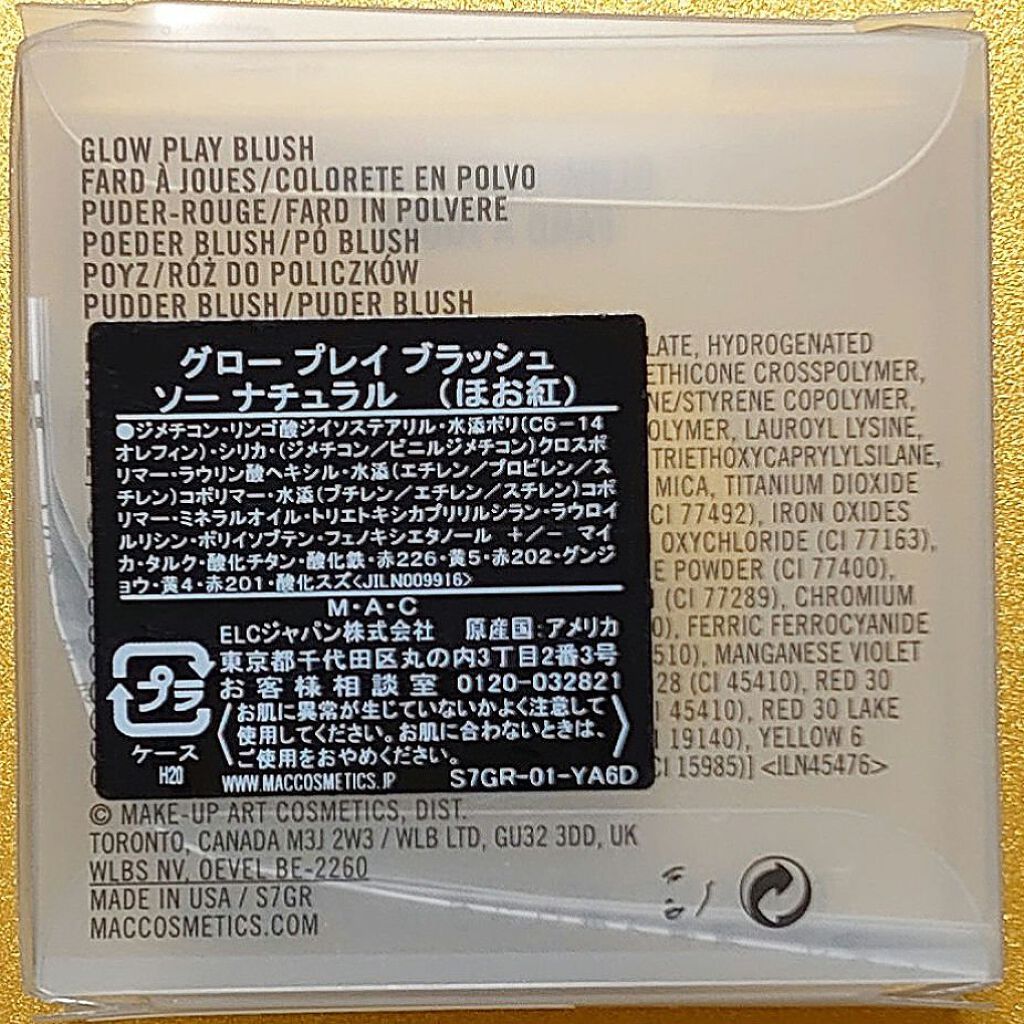 GLOW PLAY BLUSH
FARD À JOUES/COLORETE EN POLVO
PUDER-ROUGE/FARD IN POLVERE
POEDER BLUSH/PÓ BLUSH
POYZ/RÓŻ DO POLICZKÓW
PUDDER BLUSH/PUDER BLUSH
グロー プレイ ブラッシュ
ソー ナチュラル （ほお紅）
●ジメチコン・リンゴ酸ジイソステアリル・水添ポリ(C6-14
オレフィン)・シリカ・(ジメチコン/ビニルジメチコン)クロスポ
リマー・ラウリン酸ヘキシル・水添(エチレン/プロピレン/ス
チレン)コポリマー・水添(ブチレン/エチレン/スチレン)コポ
リマー・ミネラルオイル・トリエトキシカプリリルシラン・ラウロイ
ルリシン・ポリイソブテン・フェノキシエタノール +/- マイ
カ・タルク・酸化チタン・酸化鉄・赤226・黄5・赤202・グンジ
ョウ・黄4・赤201・酸化スズ<JILN009916>
M・A・C
ELCジャパン株式会社 原産国:アメリカ
東京都千代田区丸の内3丁目2番3号
お客様相談室 0120-032821
お肌に異常が生じていないかよく注意して
使用してください。お肌に合わないときは、
ご使用をおやめください。
プラ
ケース
H20
WWW.MACCOSMETICS.JP S7GR-01-YA6D
LATE, HYDROGENATED
ETHICONE CROSSPOLYMER,
NE/STYRENE COPOLYMER,
OLYMER, LAUROYL LYSINE,
TRIETHOXYCAPRYLYLSILANE,
MICA, TITANIUM DIOXIDE
CI 77492), IRON OXIDES
OXYCHLORIDE (CI 77163),
E POWDER (CI 77400),
(CI 77289), CHROMIUM
0), FERRIC FERROCYANIDE
510), MANGANESE VIOLET
28 (CI 45410), RED 30
I 45410), RED 30 LAKE
I 19140), YELLOW 6
CI 15985)] <ILN45476>
© MAKE-UP ART COSMETICS, DIST.
TORONTO, CANADA M3J 2W3 / WLB LTD, GU32 3DD, UK
WLBS NV, OEVEL BE-2260
MADE IN USA / S7GR
MACCOSMETICS.COM